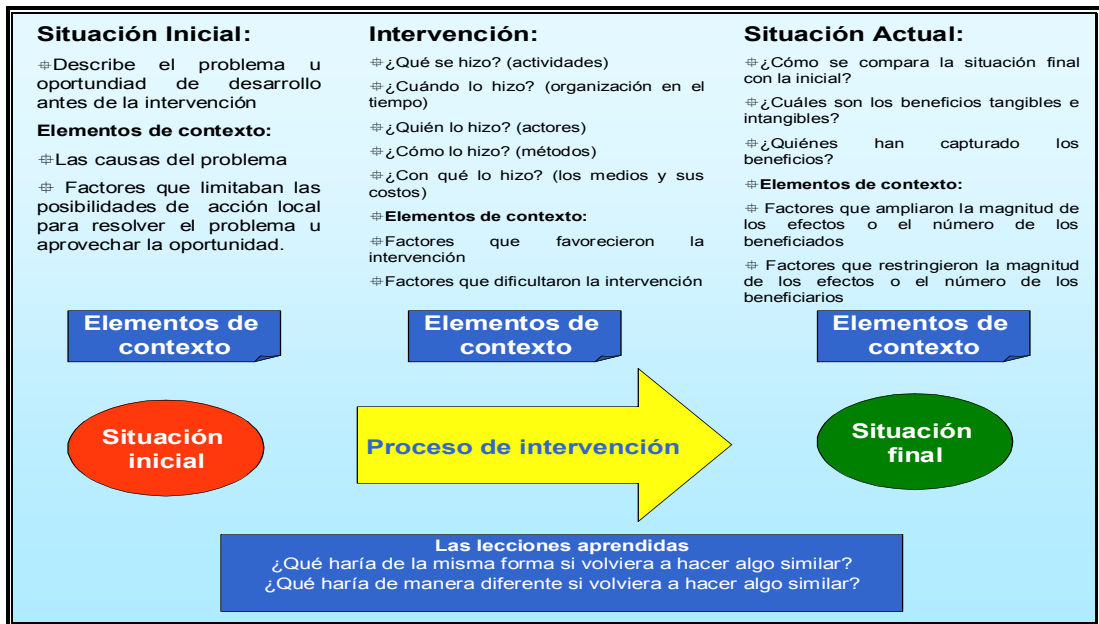 Situación Inicial:
Describe el problema u
oportundiad de desarrollo
antes de la intervención
Elementos de contexto:
Las causas del problema
Factores que limitaban las
posibilidades de acción local
para resolver el problema u
aprovechar la oportunidad.
Intervención:
¿Qué se hizo? (actividades)
¿Cuándo lo hizo? (organización en el
tiempo)
¿Quién lo hizo? (actores)
¿Cómo lo hizo? (métodos)
¿Con qué lo hizo? (los medios y sus
costos)
Elementos de contexto:
Factores que favorecieron la
intervención
Factores que dificultaron la intervención
Situación Actual:
¿Cómo se compara la situación final
con la inicial?
¿Cuáles son los beneficios tangibles e
intangibles?
¿Quiénes han capturado los
beneficios?
Elementos de contexto:
Factores que ampliaron la magnitud de
los efectos o el número de los
beneficiados
Factores que restringieron la magnitud
de los efectos o el número de los
beneficiarios
Elementos de
contexto
Elementos de
contexto
Elementos de
contexto
Situación
inicial
Proceso de intervención
Situación
final
Las lecciones aprendidas
¿Qué haría de la misma forma si volviera a hacer algo similar?
¿Qué haría de manera diferente si volviera a hacer algo similar?